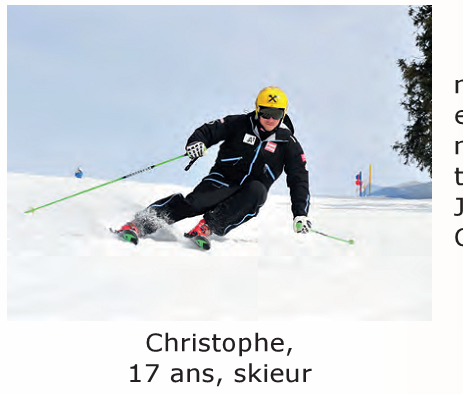 Christophe,
17 ans, skieur